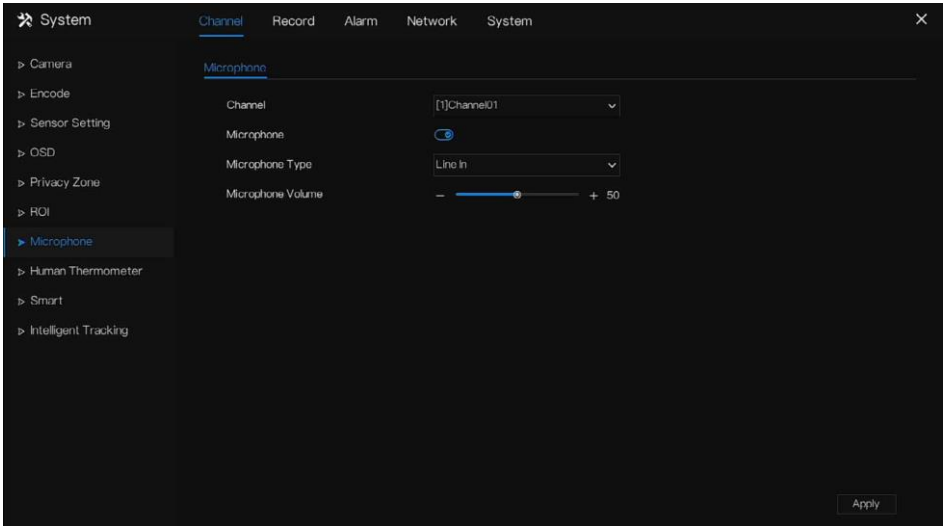 System Channel Record Alarm Network System
Camera
Encode
Sensor Setting
OSD
Privacy Zone
ROI
Microphone
Human Thermometer
Smart
Intelligent Tracking
Microphone
Channel [1]Channel01
Microphone
Microphone Type Line In
Microphone Volume 50
Apply